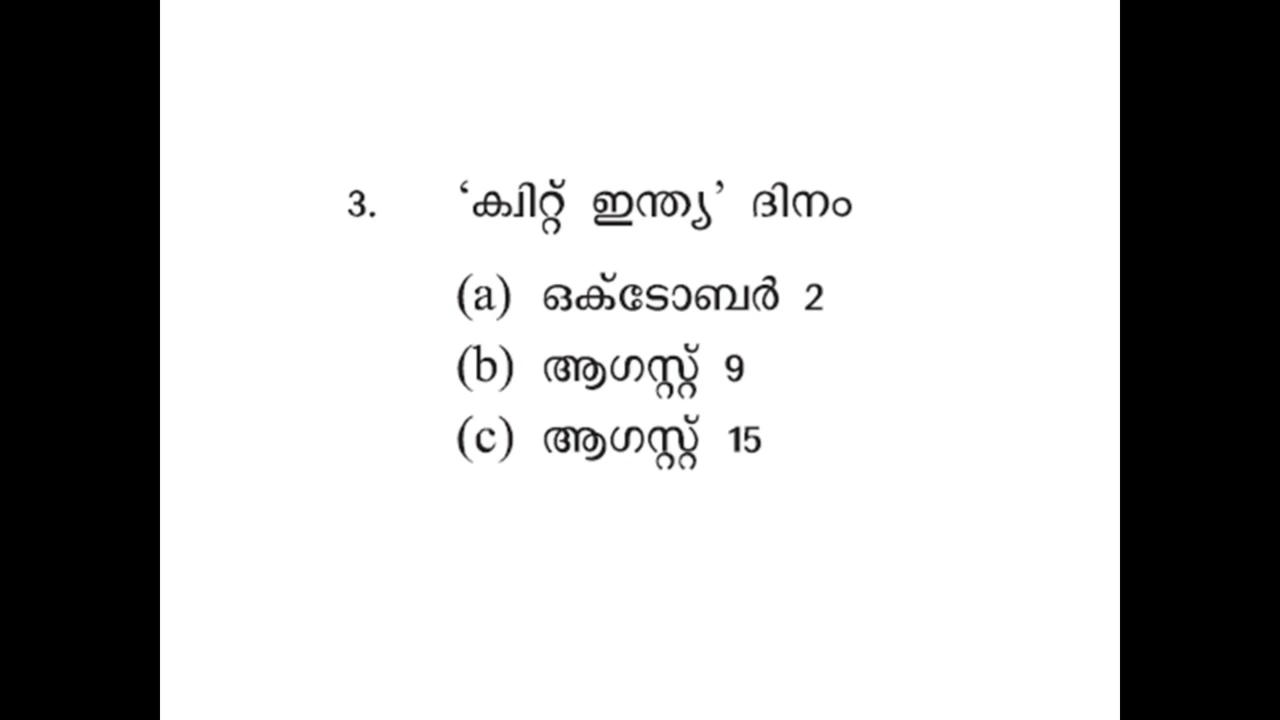 3. ‘ക്വിറ്റ് ഇന്ത്യ’ ദിനം
(a) ഒക്ടോബർ 2
(b) ആഗസ്റ്റ് 9
(c) ആഗസ്റ്റ് 15